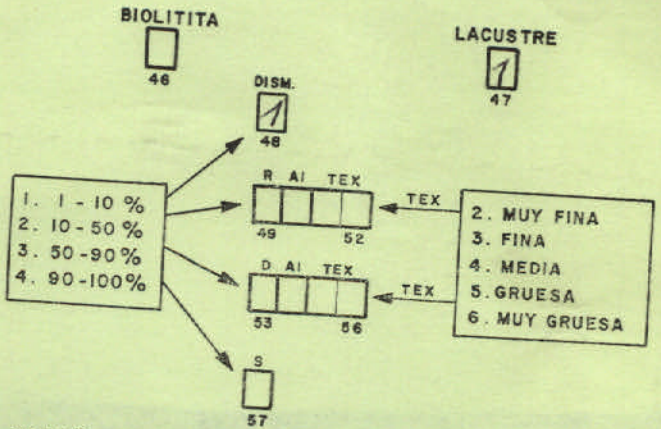 BIOLITITA
46
LACUSTRE
1
47
DISM.
1
48
1. 1-10 %
2. 10-50 %
3. 50-90%
4. 90-100%
R AI TEX
49 52
TEX
D AI TEX
53 56
TEX
2. MUY FINA
3. FINA
4. MEDIA
5. GRUESA
6. MUY GRUESA
S
57